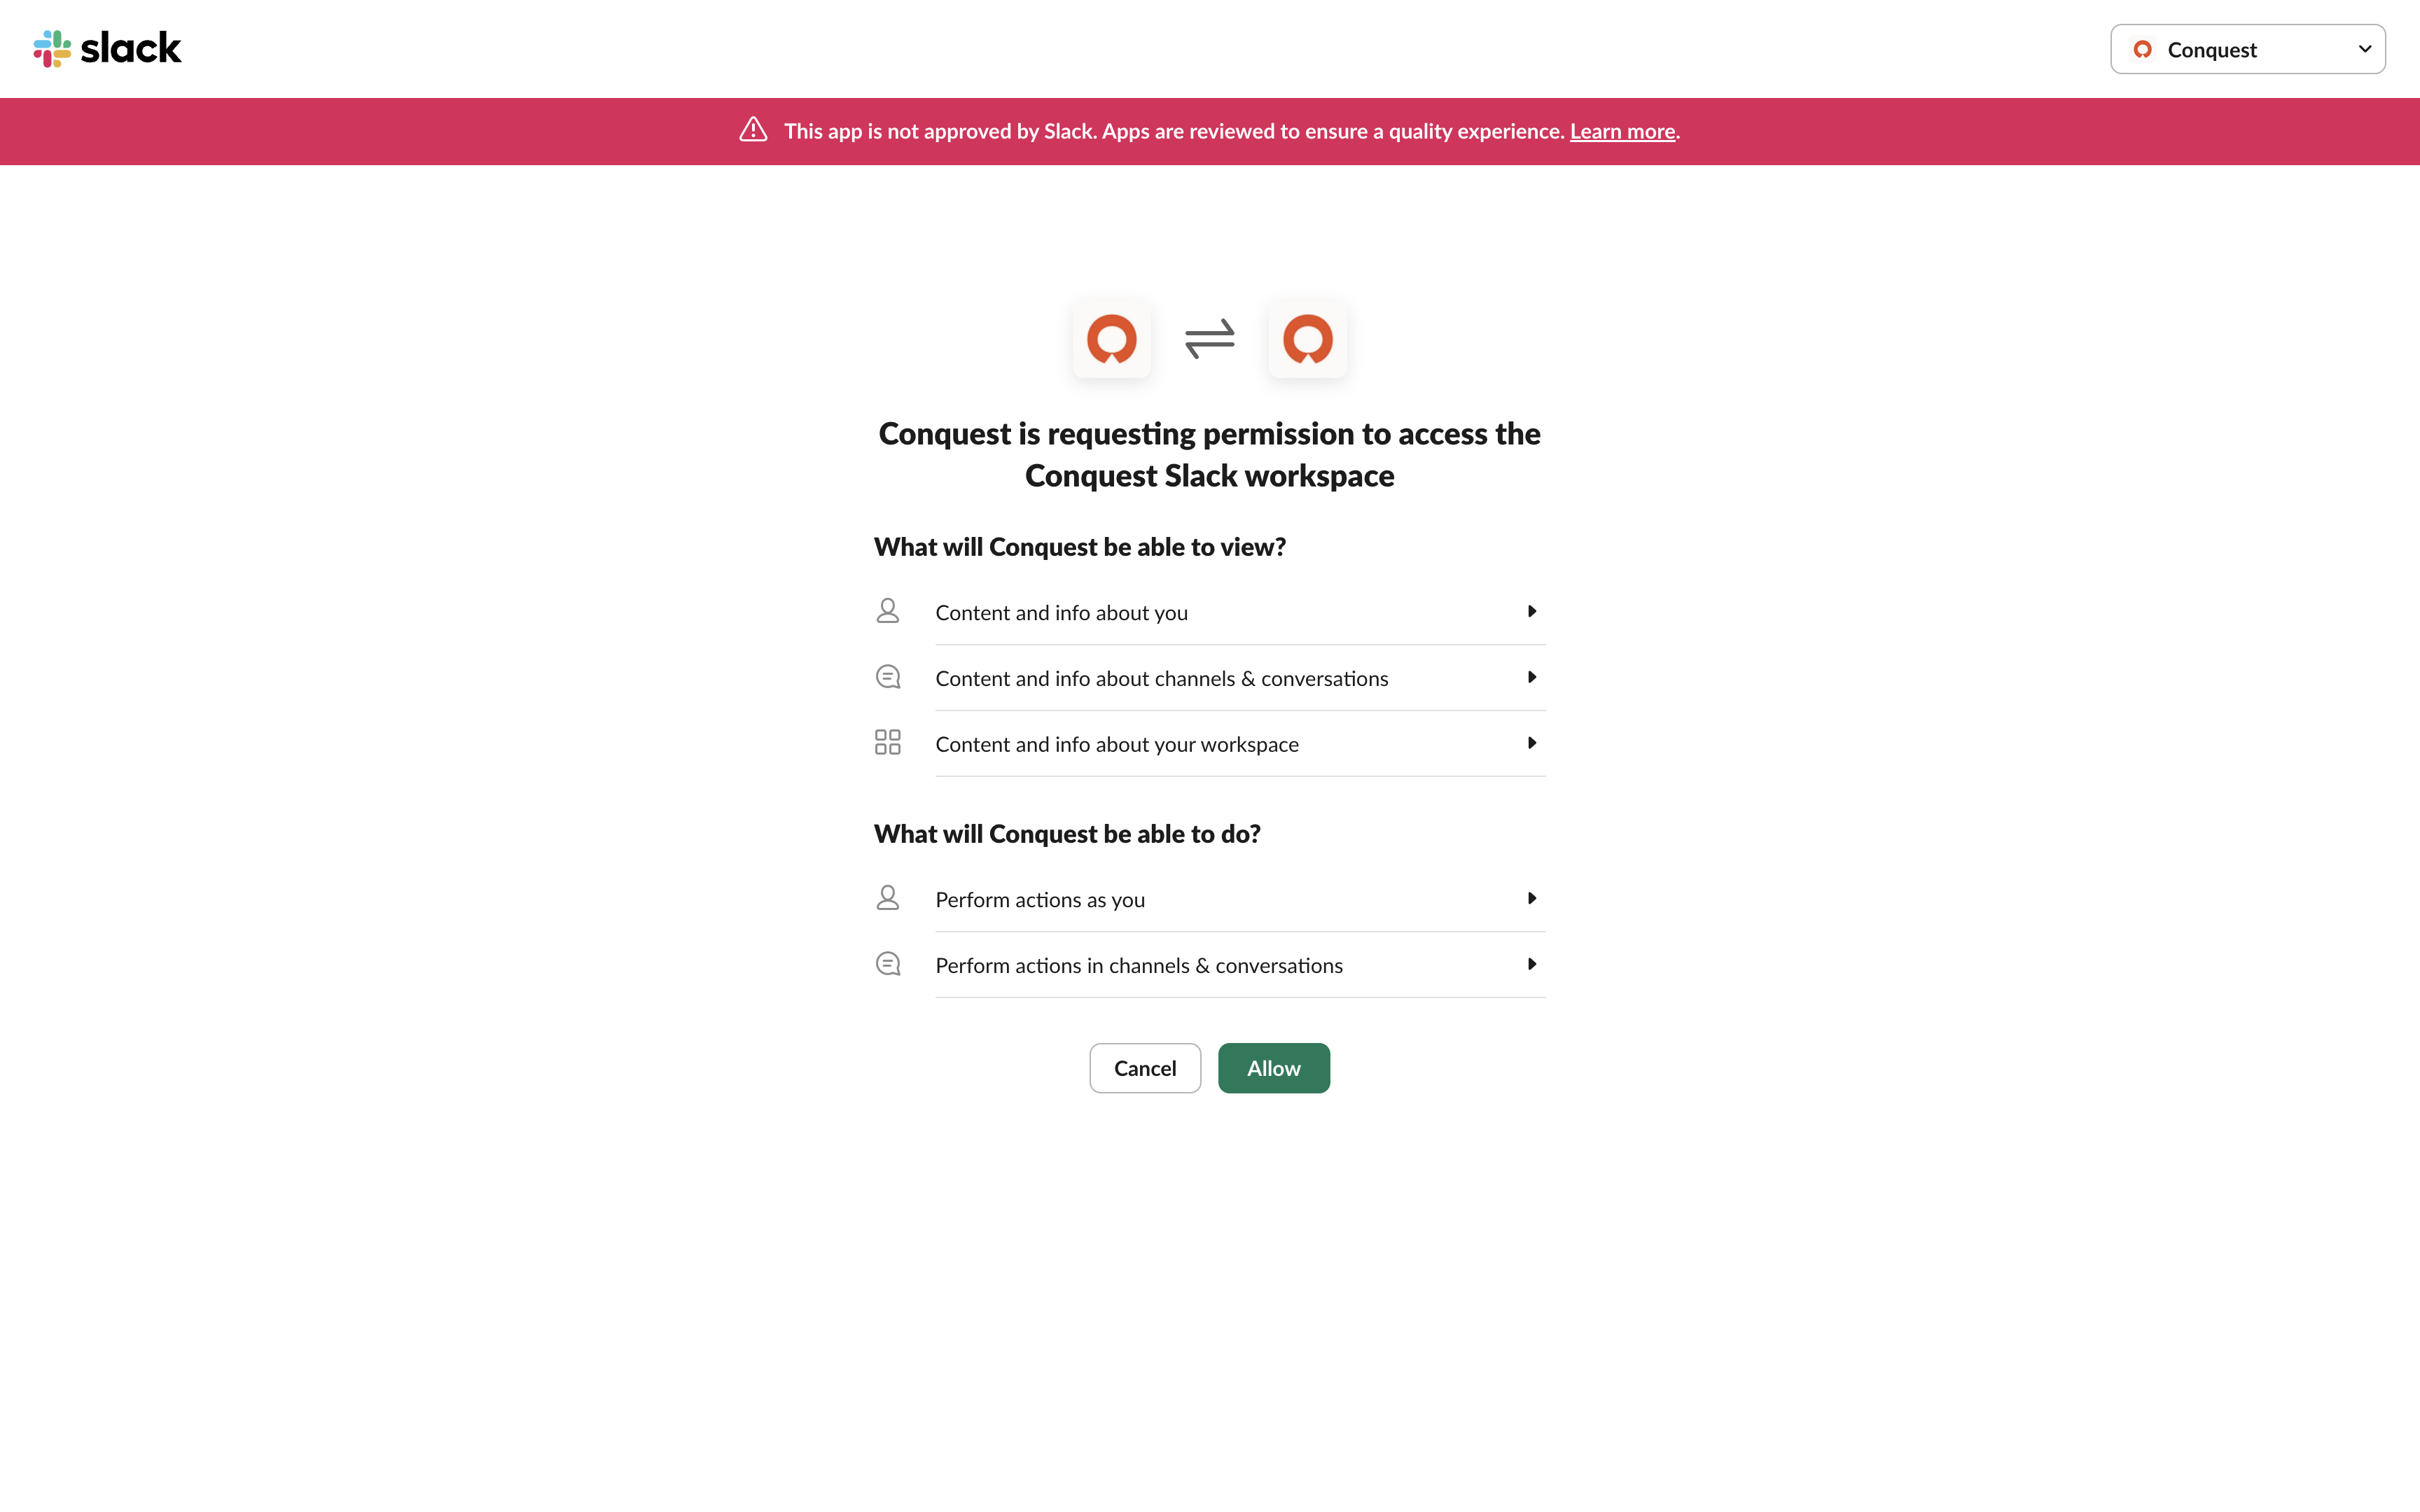 slack
Conquest
This app is not approved by Slack. Apps are reviewed to ensure a quality experience. Learn more.
Conquest is requesting permission to access the
Conquest Slack workspace
What will Conquest be able to view?
Content and info about you
Content and info about channels & conversations
Content and info about your workspace
What will Conquest be able to do?
Perform actions as you
Perform actions in channels & conversations
Cancel
Allow